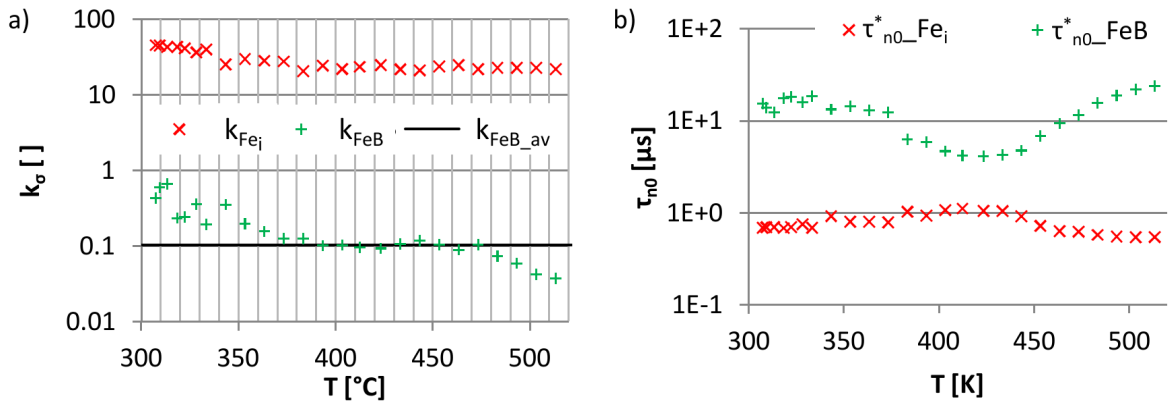 a)
100
10
1
0.1
0.01
k_σ [ ]
k_Fe_i
k_FeB
k_FeB_av
300 350 400 450 500
T [°C]
b)
τ*_n0_Fe_i
τ*_n0_FeB
1E+2
1E+1
1E+0
1E-1
τ_n0 [µs]
300 350 400 450 500
T [K]